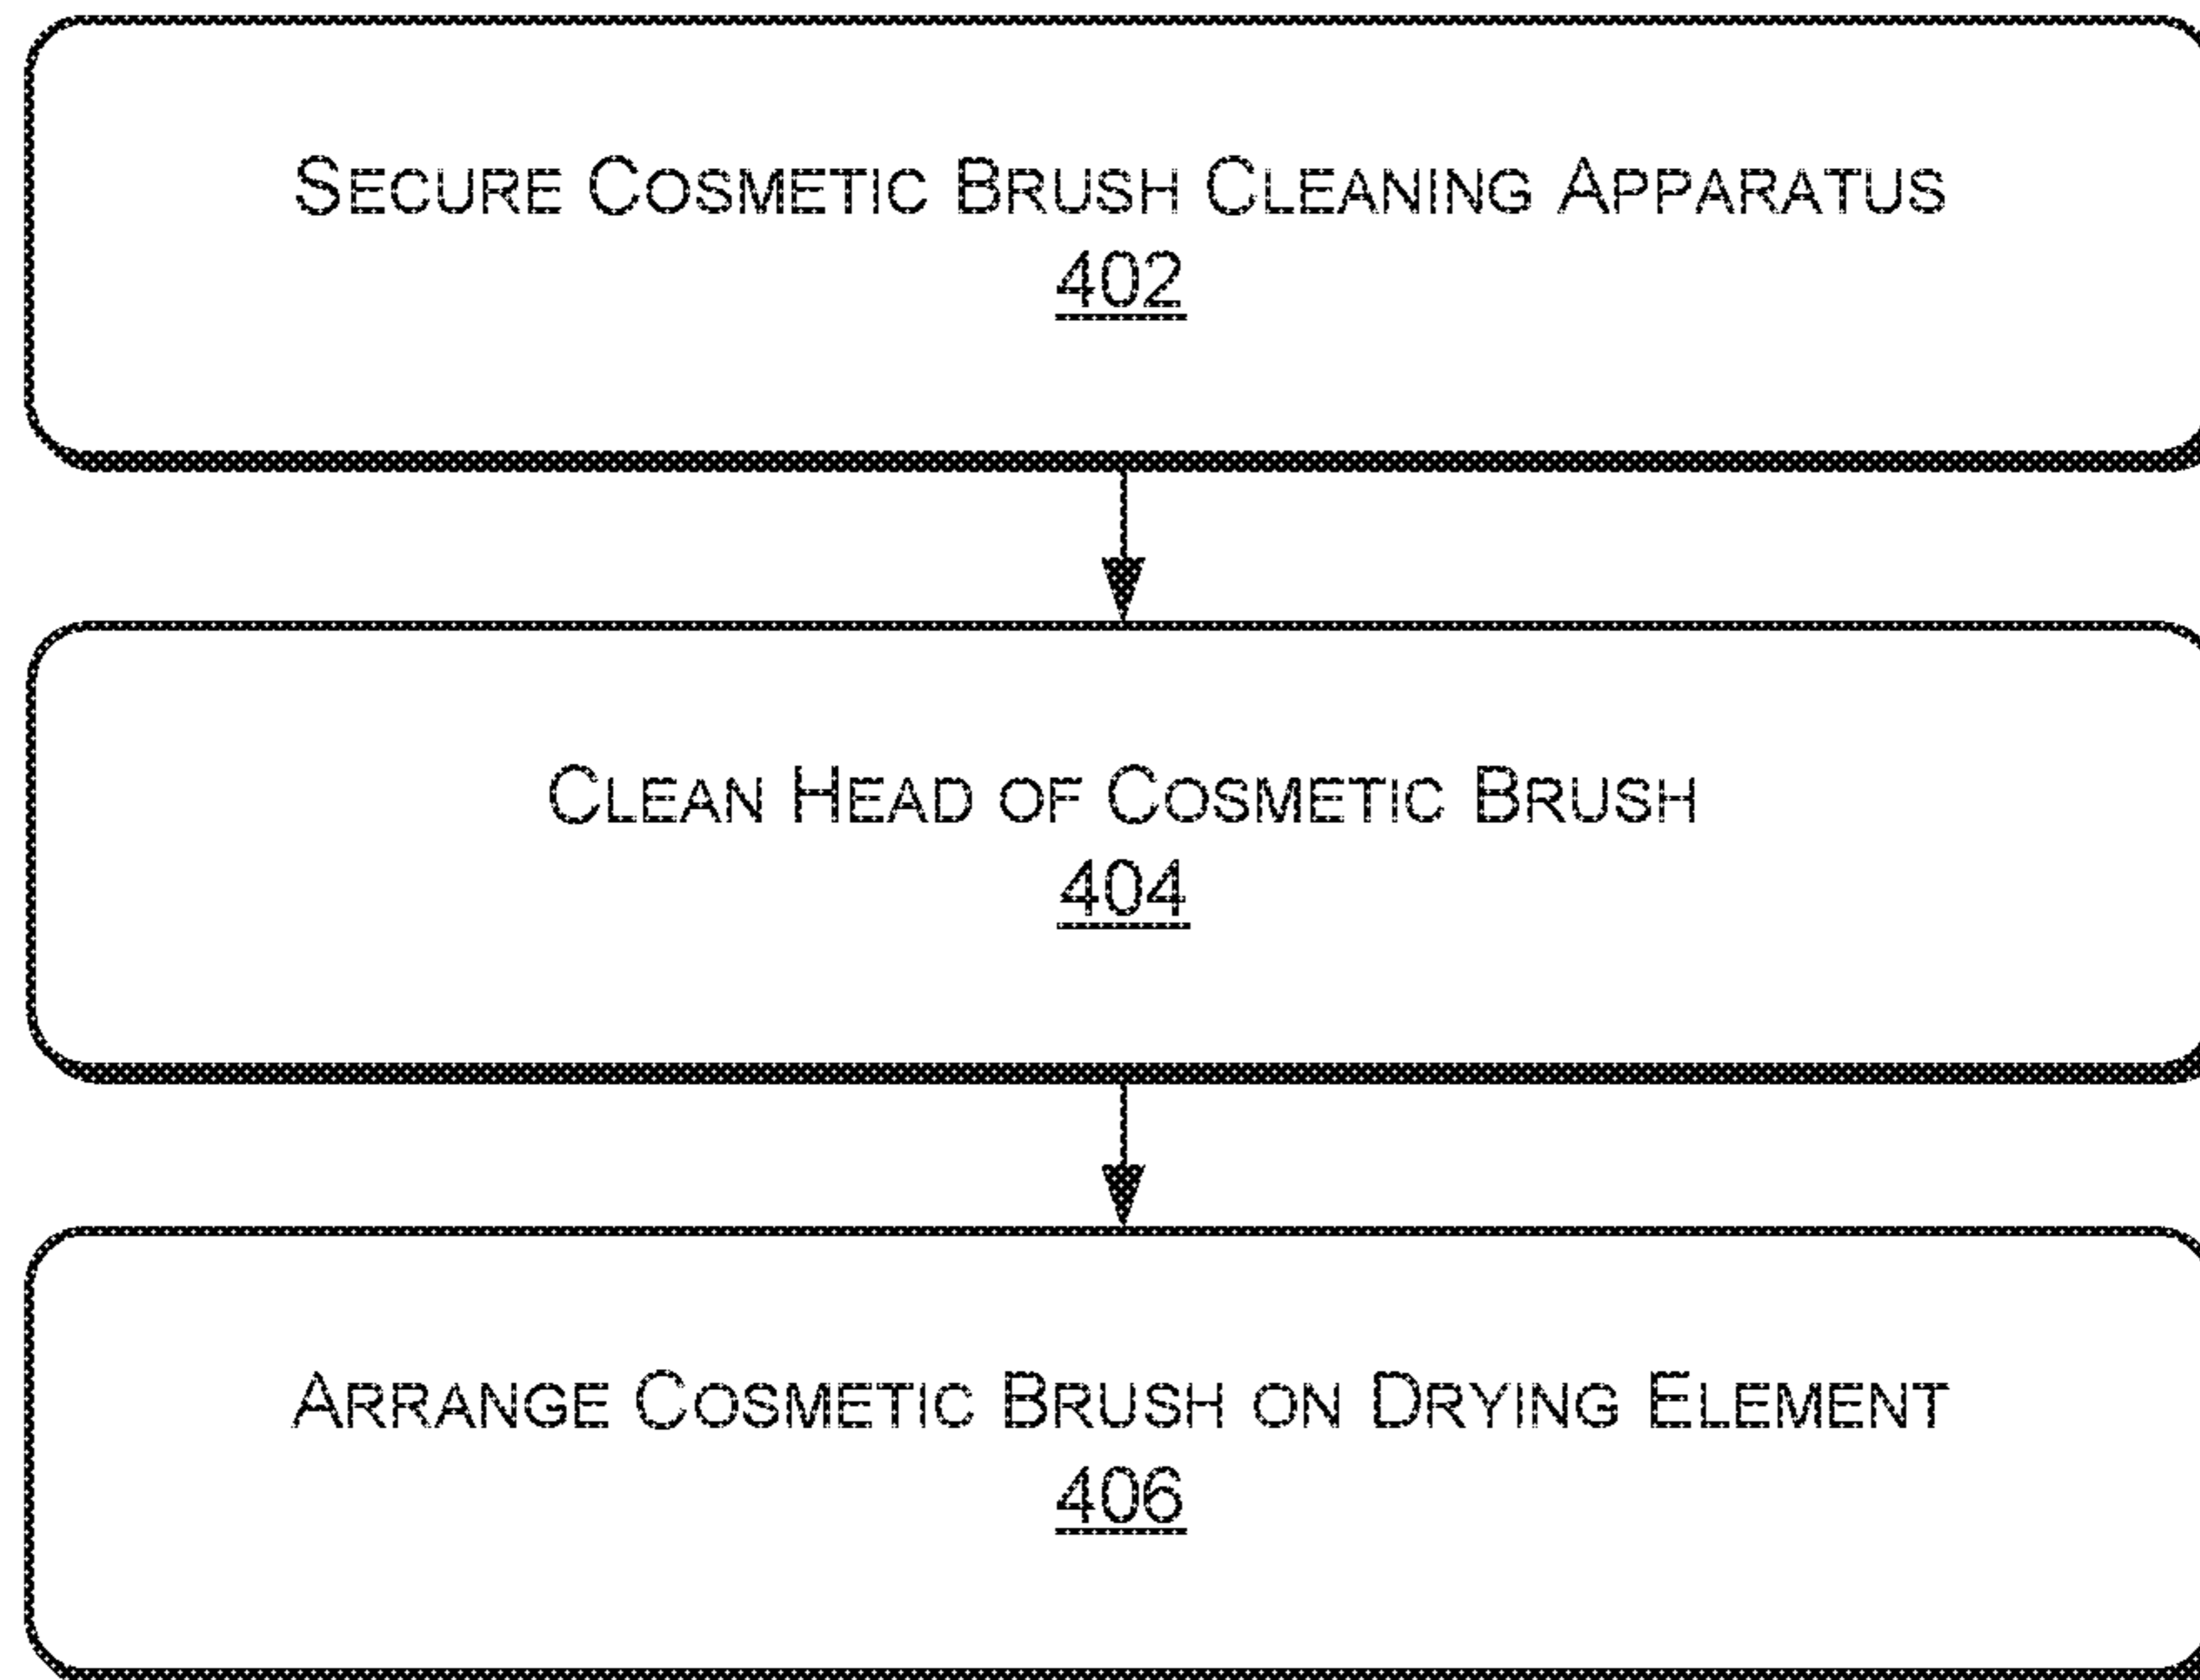 SECURE COSMETIC BRUSH CLEANING APPARATUS
402
CLEAN HEAD OF COSMETIC BRUSH
404
ARRANGE COSMETIC BRUSH ON DRYING ELEMENT
406